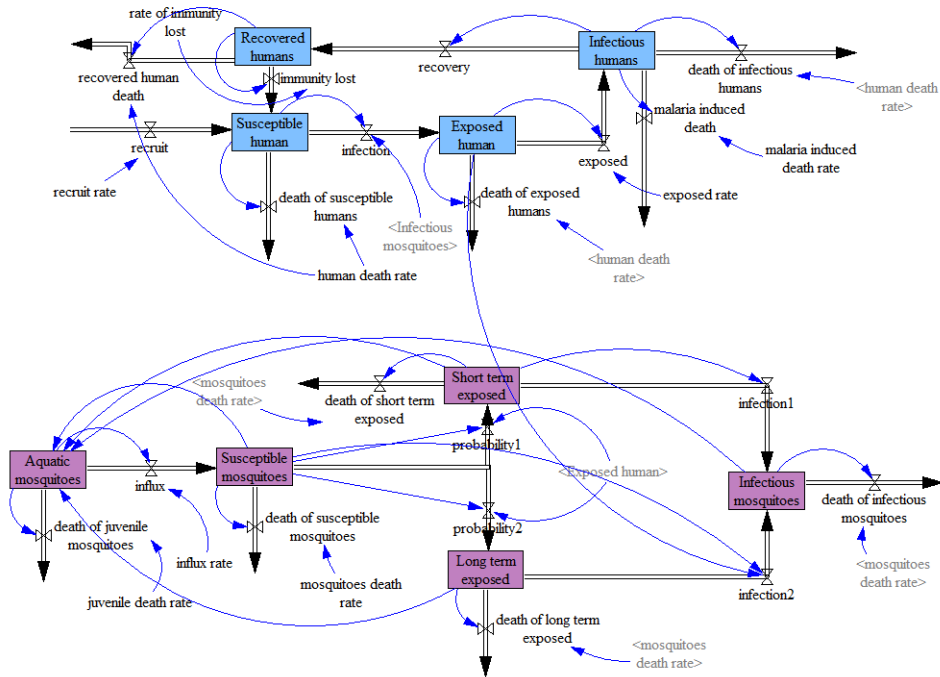 rate of immunity
lost
Recovered
humans
Infectious
humans
recovery
death of infectious
humans
recovered human
death
immunity lost
<human death
rate>
malaria induced
death
Susceptible
human
Exposed
human
recruit
infection
exposed
malaria induced
death rate
recruit rate
death of susceptible
humans
death of exposed
humans
exposed rate
<Infectious
mosquitoes>
<human death
rate>
human death rate
<mosquitoes
death rate>
Short term
exposed
death of short term
exposed
infection1
probability1
Aquatic
mosquitoes
Susceptible
mosquitoes
<Exposed human>
Infectious
mosquitoes
influx
death of infectious
mosquitoes
death of juvenile
mosquitoes
death of susceptible
mosquitoes
probability2
influx rate
Long term
exposed
<mosquitoes
death rate>
juvenile death rate
mosquitoes death
rate
infection2
death of long term
exposed
<mosquitoes
death rate>